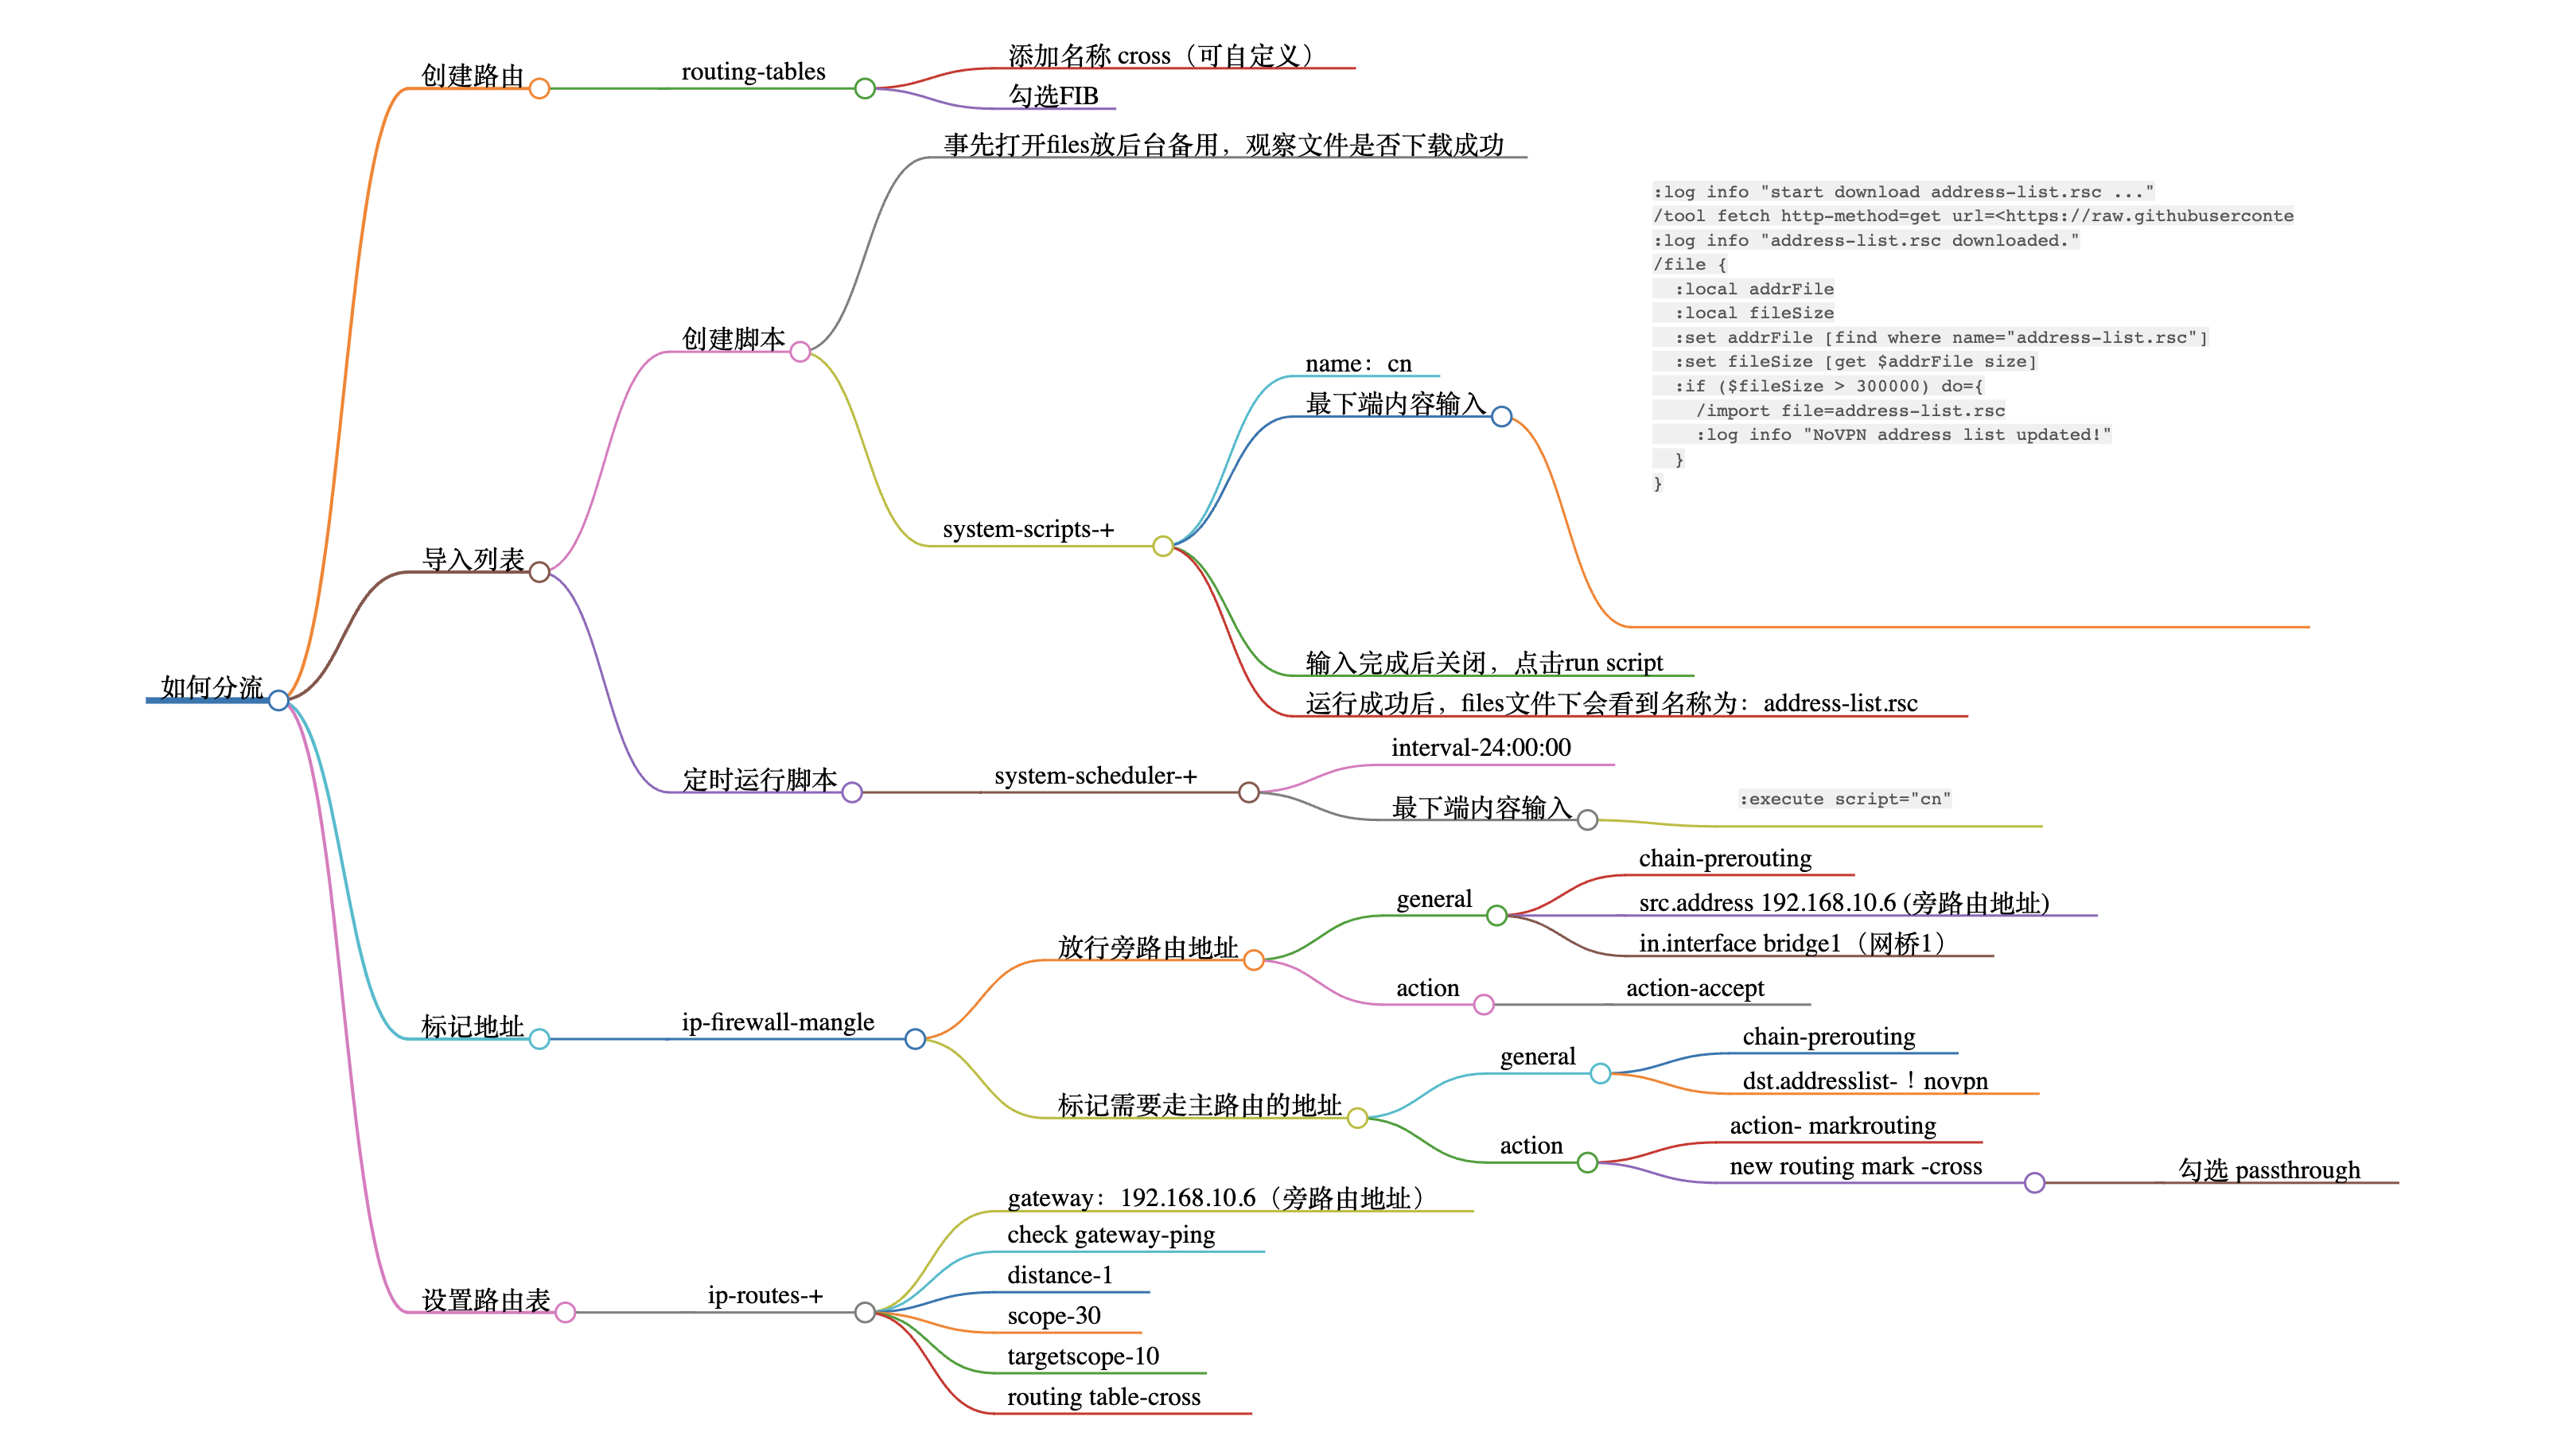 如何分流
创建路由
routing-tables
添加名称 cross（可自定义）
勾选FIB
导入列表
创建脚本
事先打开files放后台备用，观察文件是否下载成功
system-scripts-+
name：cn
最下端内容输入
:log info "start download address-list.rsc ..."
/tool fetch http-method=get url=<https://raw.githubuserconte
:log info "address-list.rsc downloaded."
/file {
  :local addrFile
  :local fileSize
  :set addrFile [find where name="address-list.rsc"]
  :set fileSize [get $addrFile size]
  :if ($fileSize > 300000) do={
    /import file=address-list.rsc
    :log info "NoVPN address list updated!"
  }
}
输入完成后关闭，点击run script
运行成功后，files文件下会看到名称为：address-list.rsc
定时运行脚本
system-scheduler-+
interval-24:00:00
最下端内容输入
:execute script="cn"
标记地址
ip-firewall-mangle
放行旁路由地址
general
chain-prerouting
src.address 192.168.10.6 (旁路由地址)
in.interface bridge1（网桥1）
action
action-accept
标记需要走主路由的地址
general
chain-prerouting
dst.addresslist-！novpn
action
action- markrouting
new routing mark -cross
勾选 passthrough
设置路由表
ip-routes-+
gateway：192.168.10.6（旁路由地址）
check gateway-ping
distance-1
scope-30
targetscope-10
routing table-cross